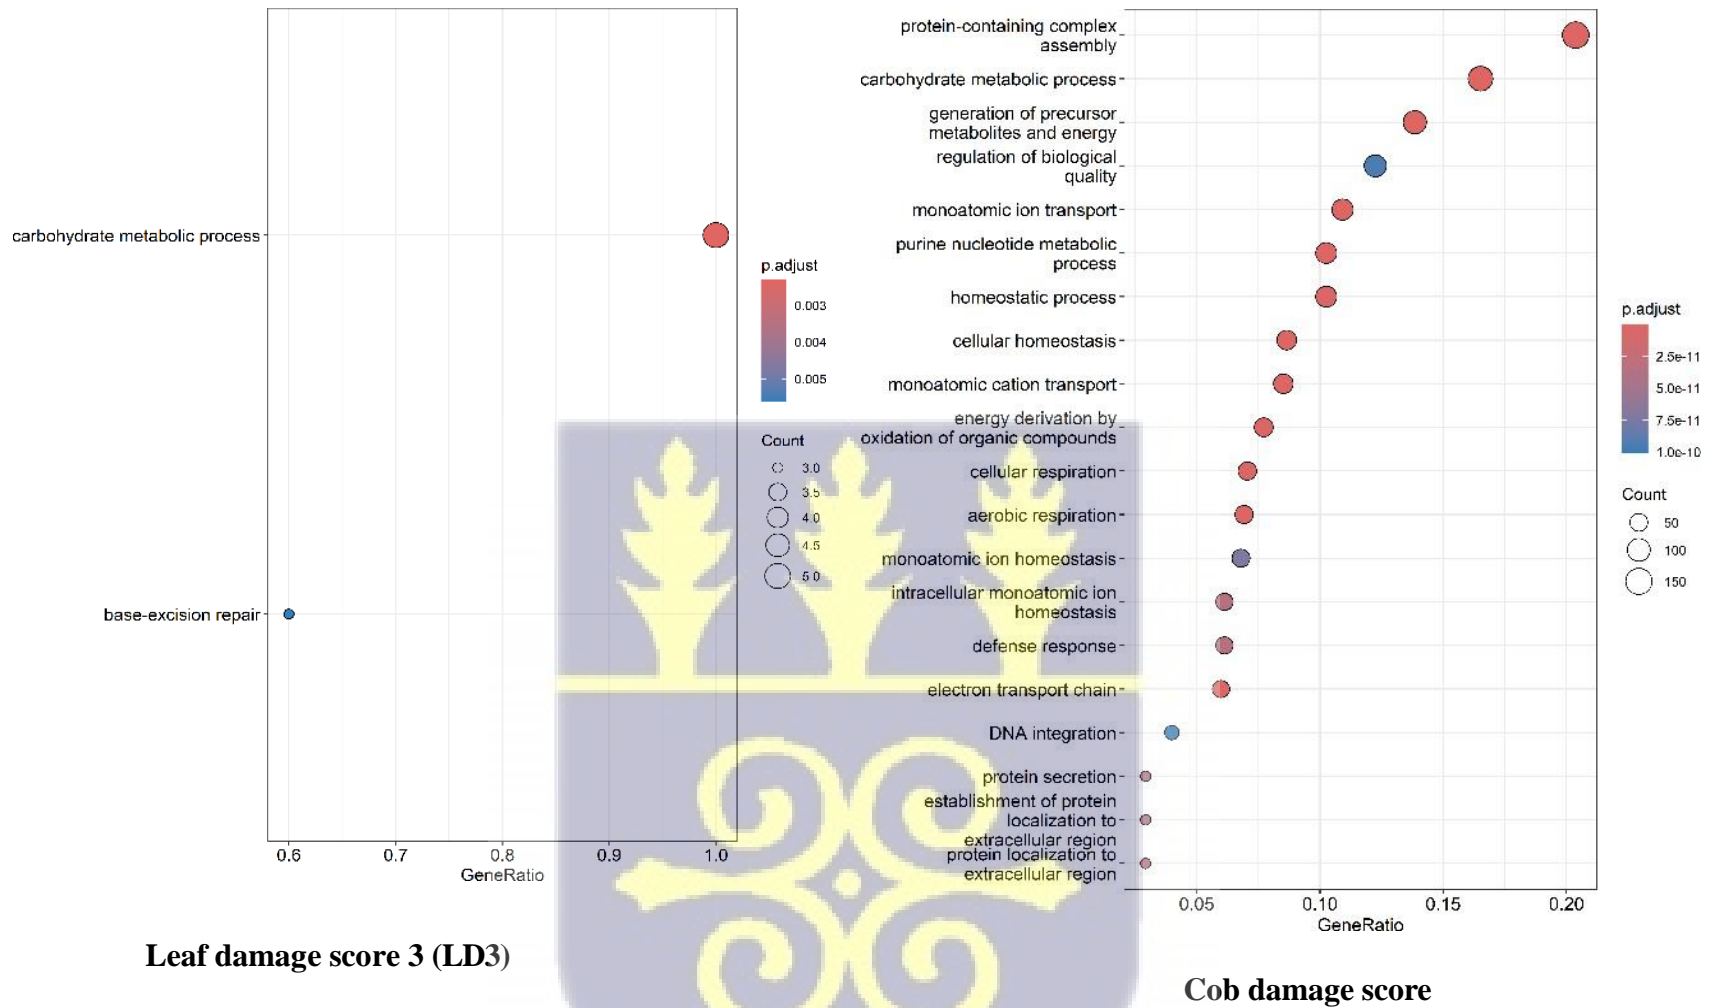 carbohydrate metabolic process
base-excision repair
0.6
0.7
0.8
0.9
1.0
GeneRatio
p.adjust
0.003
0.004
0.005
Count
3.0
3.5
4.0
4.5
5.0
Leaf damage score 3 (LD3)
protein-containing complex
assembly
carbohydrate metabolic process
generation of precursor
metabolites and energy
regulation of biological
quality
monoatomic ion transport
purine nucleotide metabolic
process
homeostatic process
cellular homeostasis
monoatomic cation transport
energy derivation by
oxidation of organic compounds
cellular respiration
aerobic respiration
monoatomic ion homeostasis
intracellular monoatomic ion
homeostasis
defense response
electron transport chain
DNA integration
protein secretion
establishment of protein
localization to
extracellular region
protein localization to
extracellular region
0.05
0.10
0.15
0.20
GeneRatio
p.adjust
2.5e-11
5.0e-11
7.5e-11
1.0e-10
Count
50
100
150
Cob damage score